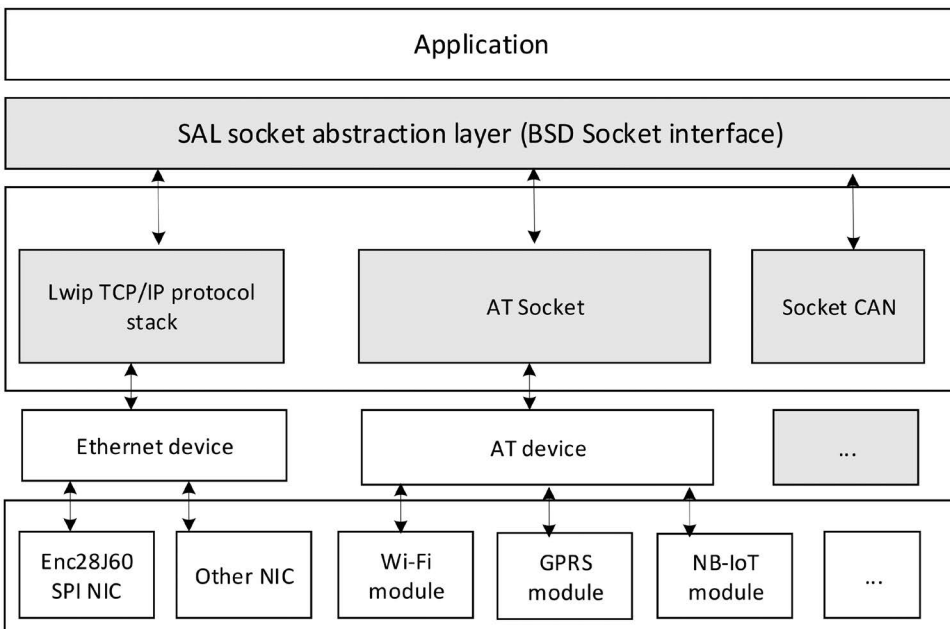 Application
SAL socket abstraction layer (BSD Socket interface)
Lwip TCP/IP protocol
stack
AT Socket
Socket CAN
Ethernet device
AT device
...
Enc28J60
SPI NIC
Other NIC
Wi-Fi
module
GPRS
module
NB-IoT
module
...